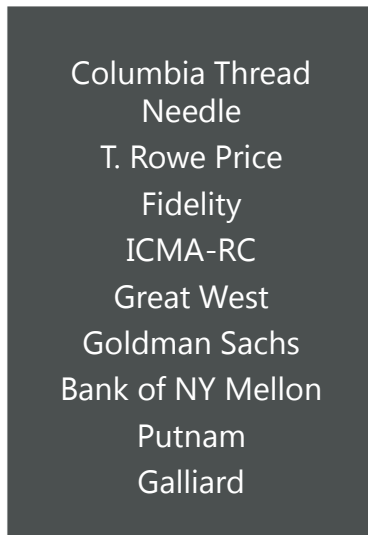 Columbia Thread
Needle
T. Rowe Price
Fidelity
ICMA-RC
Great West
Goldman Sachs
Bank of NY Mellon
Putnam
Galliard